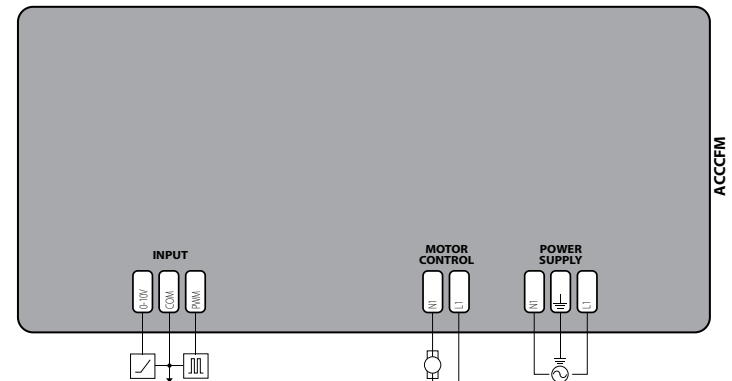 INPUT
0-10V
COM
PWM
MOTOR
CONTROL
N1
L1
POWER
SUPPLY
N1
L1
ACCCFM